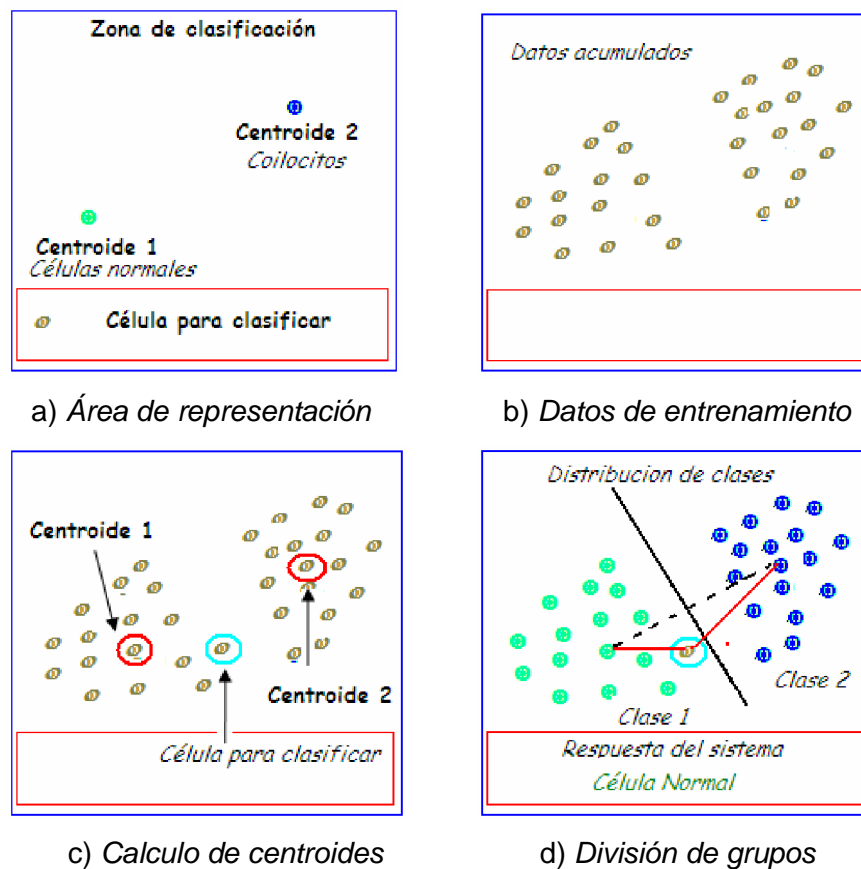 Zona de clasificación
Centroide 2
Coilocitos
Centroide 1
Células normales
Célula para clasificar
a) Área de representación
Datos acumulados
b) Datos de entrenamiento
Centroide 1
Centroide 2
Célula para clasificar
c) Calculo de centroides
Distribucion de clases
Clase 2
Clase 1
Respuesta del sistema
Célula Normal
d) División de grupos